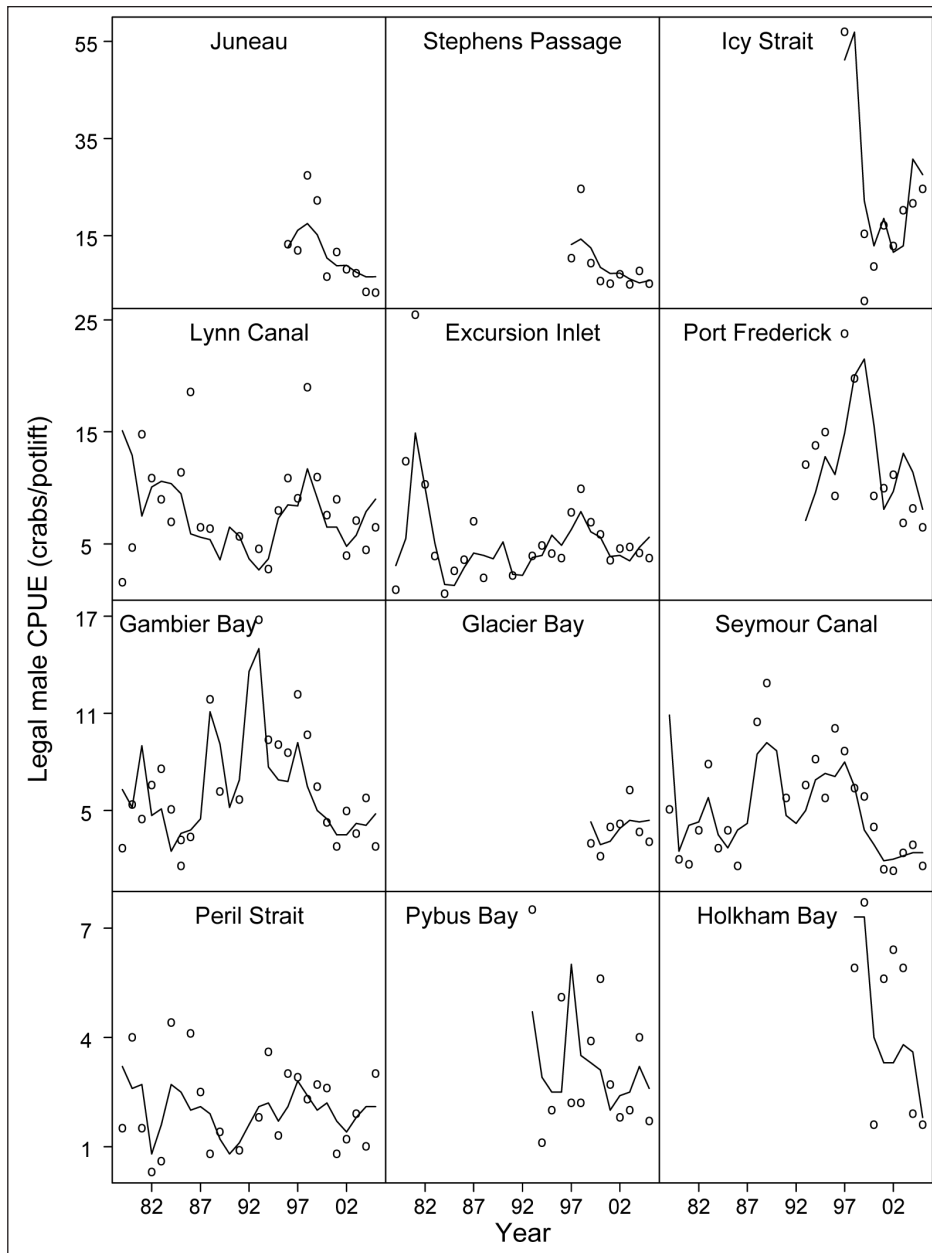 Juneau Stephens Passage Icy Strait
55
35
15
Lynn Canal Excursion Inlet Port Frederick
25
15
5
Gambier Bay Glacier Bay Seymour Canal
17
11
5
Peril Strait Pybus Bay Holkham Bay
7
4
1
82 87 92 97 02 82 87 92 97 02 82 87 92 97 02
Year
Legal male CPUE (crabs/potlift)